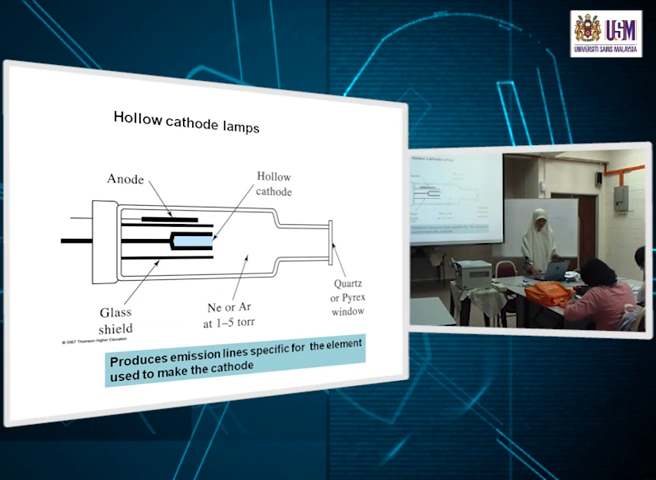 USM
UNIVERSITI SAINS MALAYSIA
Hollow cathode lamps
Anode
Hollow
cathode
Glass
shield
Ne or Ar
at 1–5 torr
Quartz
or Pyrex
window
© 2007 Thomson Higher Education
Produces emission lines specific for the element
used to make the cathode